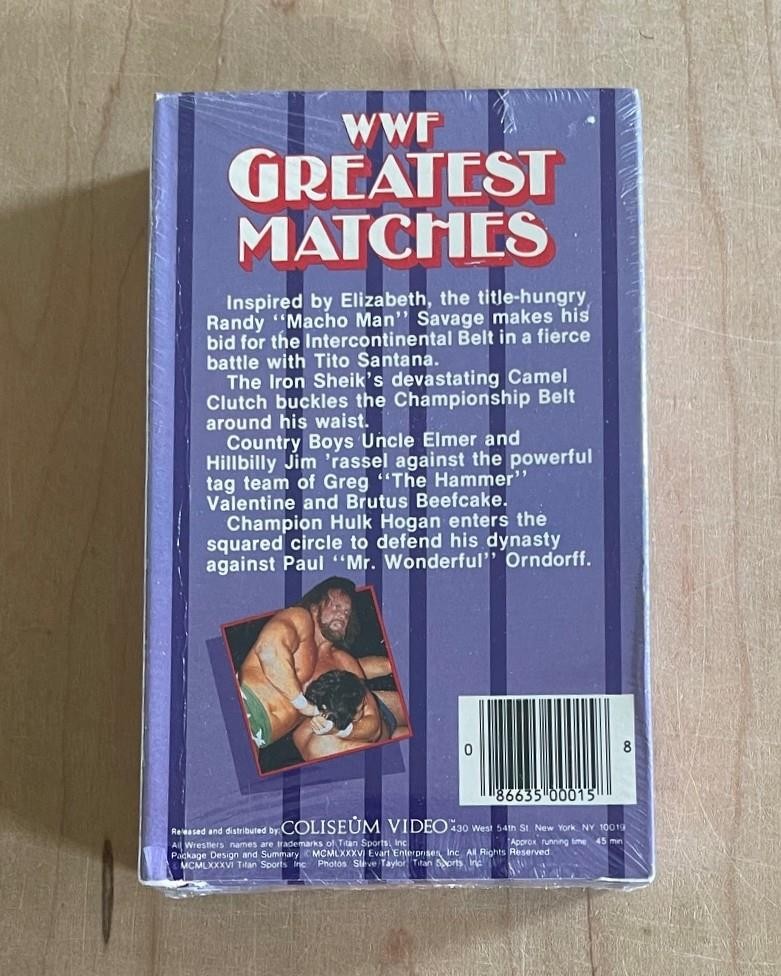 WWF
GREATEST
MATCHES
Inspired by Elizabeth, the title-hungry
Randy ‘‘Macho Man’’ Savage makes his
bid for the Intercontinental Belt in a fierce
battle with Tito Santana.
The Iron Sheik's devastating Camel
Clutch buckles the Championship Belt
around his waist.
Country Boys Uncle Elmer and
Hillbilly Jim 'rassel against the powerful
tag team of Greg ‘‘The Hammer’’
Valentine and Brutus Beefcake.
Champion Hulk Hogan enters the
squared circle to defend his dynasty
against Paul ‘‘Mr. Wonderful’’ Orndorff.
0 86635 00015 8
Released and distributed by: COLISEUM VIDEO™ 430 West 54th St. New York, NY 10019
All Wrestlers names are trademarks of Titan Sports, Inc. Approx. running time 45 min
Package Design and Summary © MCMLXXXVI Evart Enterprises, Inc. All Rights Reserved.
© MCMLXXXVI Titan Sports, Inc. Photos: Steve Taylor, Titan Sports, Inc.